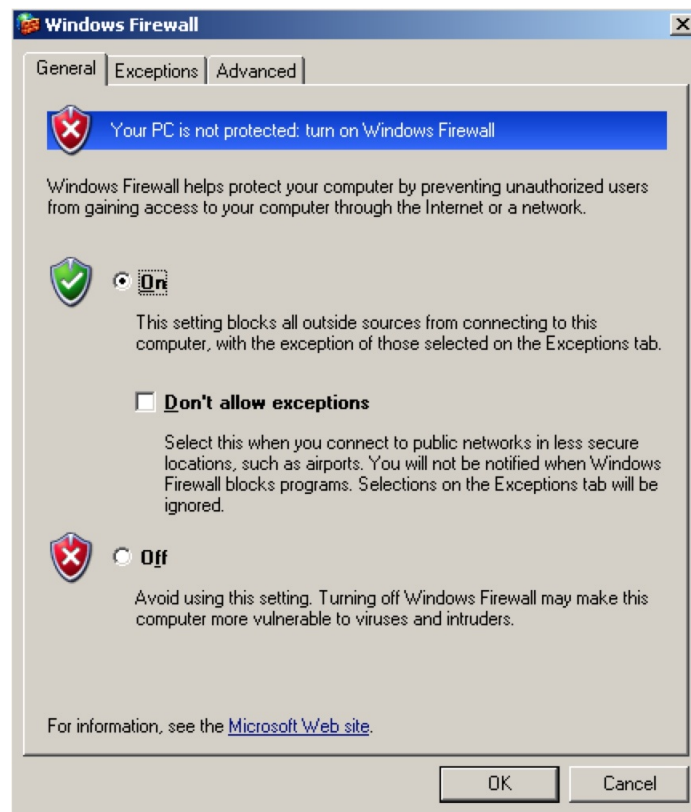 Windows Firewall
General Exceptions Advanced
Your PC is not protected: turn on Windows Firewall
Windows Firewall helps protect your computer by preventing unauthorized users
from gaining access to your computer through the Internet or a network.
On
This setting blocks all outside sources from connecting to this
computer, with the exception of those selected on the Exceptions tab.
Don't allow exceptions
Select this when you connect to public networks in less secure
locations, such as airports. You will not be notified when Windows
Firewall blocks programs. Selections on the Exceptions tab will be
ignored.
Off
Avoid using this setting. Turning off Windows Firewall may make this
computer more vulnerable to viruses and intruders.
For information, see the Microsoft Web site.
OK Cancel